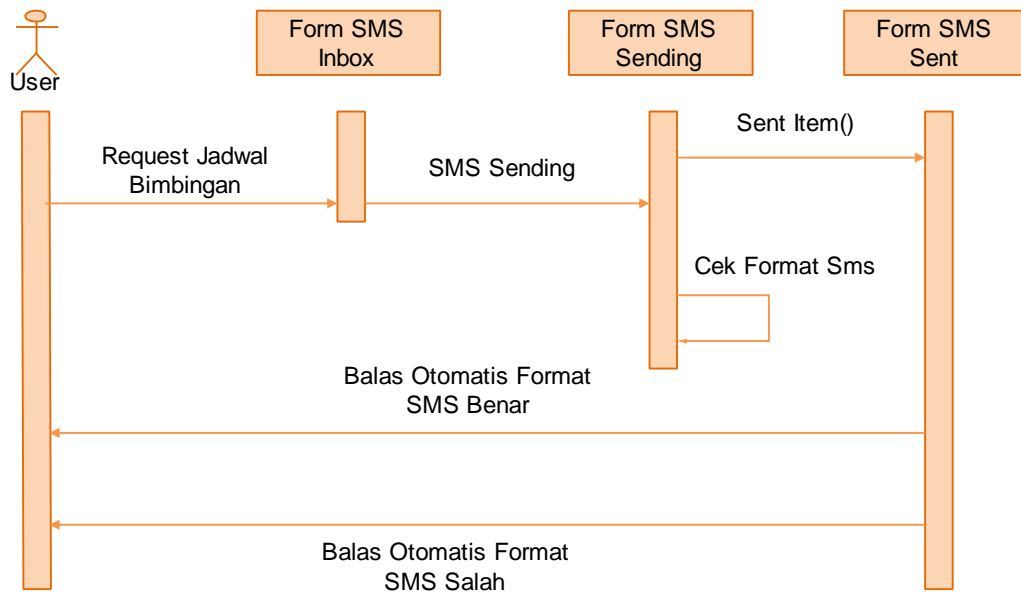 User
Form SMS
Inbox
Form SMS
Sending
Form SMS
Sent
Sent Item()
Request Jadwal
Bimbingan
SMS Sending
Cek Format Sms
Balas Otomatis Format
SMS Benar
Balas Otomatis Format
SMS Salah